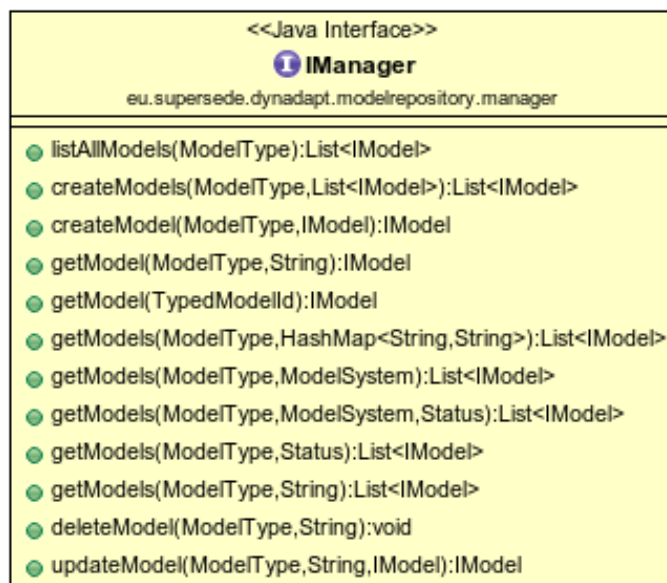 <<Java Interface>>
I IManager
eu.supersede.dynadapt.modelrepository.manager
listAllModels(ModelType):List<IModel>
createModels(ModelType,List<IModel>):List<IModel>
createModel(ModelType,IModel):IModel
getModel(ModelType,String):IModel
getModel(TypedModelId):IModel
getModels(ModelType,HashMap<String,String>):List<IModel>
getModels(ModelType,ModelSystem):List<IModel>
getModels(ModelType,ModelSystem,Status):List<IModel>
getModels(ModelType,Status):List<IModel>
getModels(ModelType,String):List<IModel>
deleteModel(ModelType,String):void
updateModel(ModelType,String,IModel):IModel